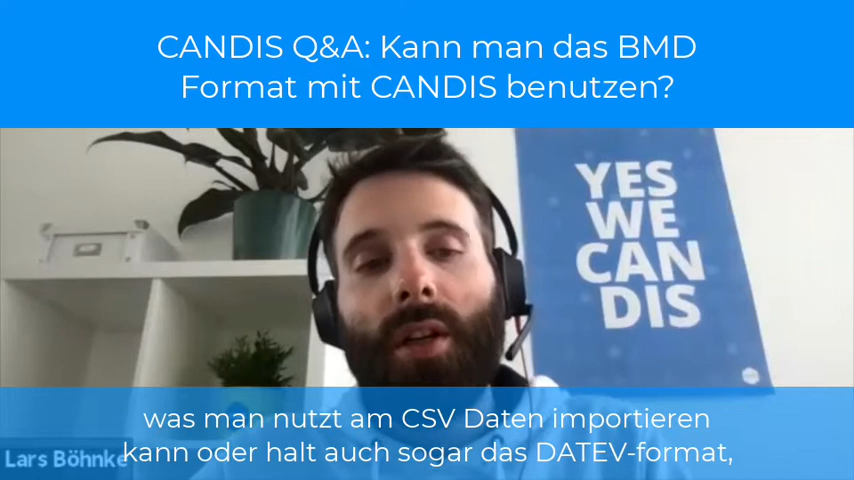 CANDIS Q&A: Kann man das BMD
Format mit CANDIS benutzen?
YES
WE
CAN
DIS
was man nutzt am CSV Daten importieren
kann oder halt auch sogar das DATEV-format,
Lars Böhnke